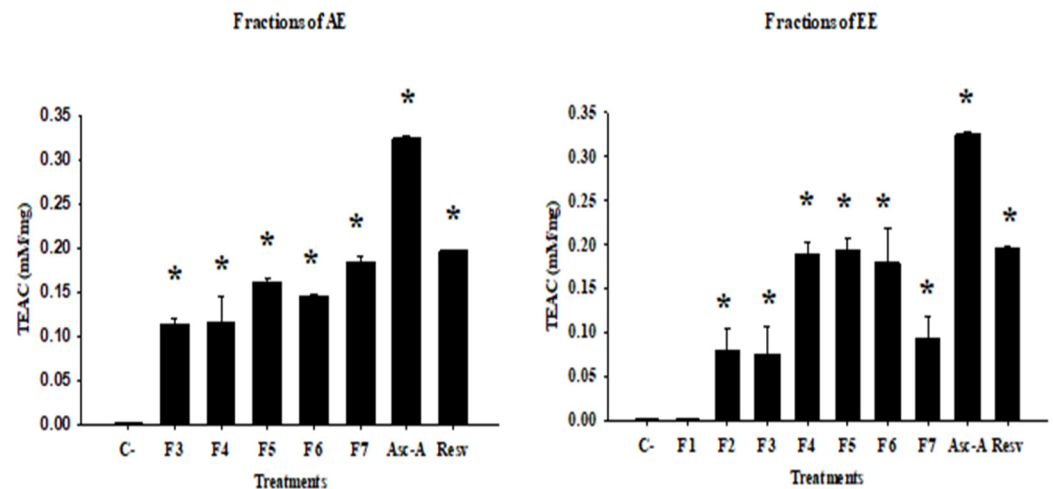 Fractions of AE
*
0.35
0.30
0.25
0.20
0.15
0.10
0.05
0.00
TEAC (mM/mg)
* * * * * *
C- F3 F4 F5 F6 F7 Asc-A Resv
Treatments
Fractions of EE
*
0.35
0.30
0.25
0.20
0.15
0.10
0.05
0.00
TEAC (mM/mg)
* * * * * * *
C- F1 F2 F3 F4 F5 F6 F7 Asc-A Resv
Treatments